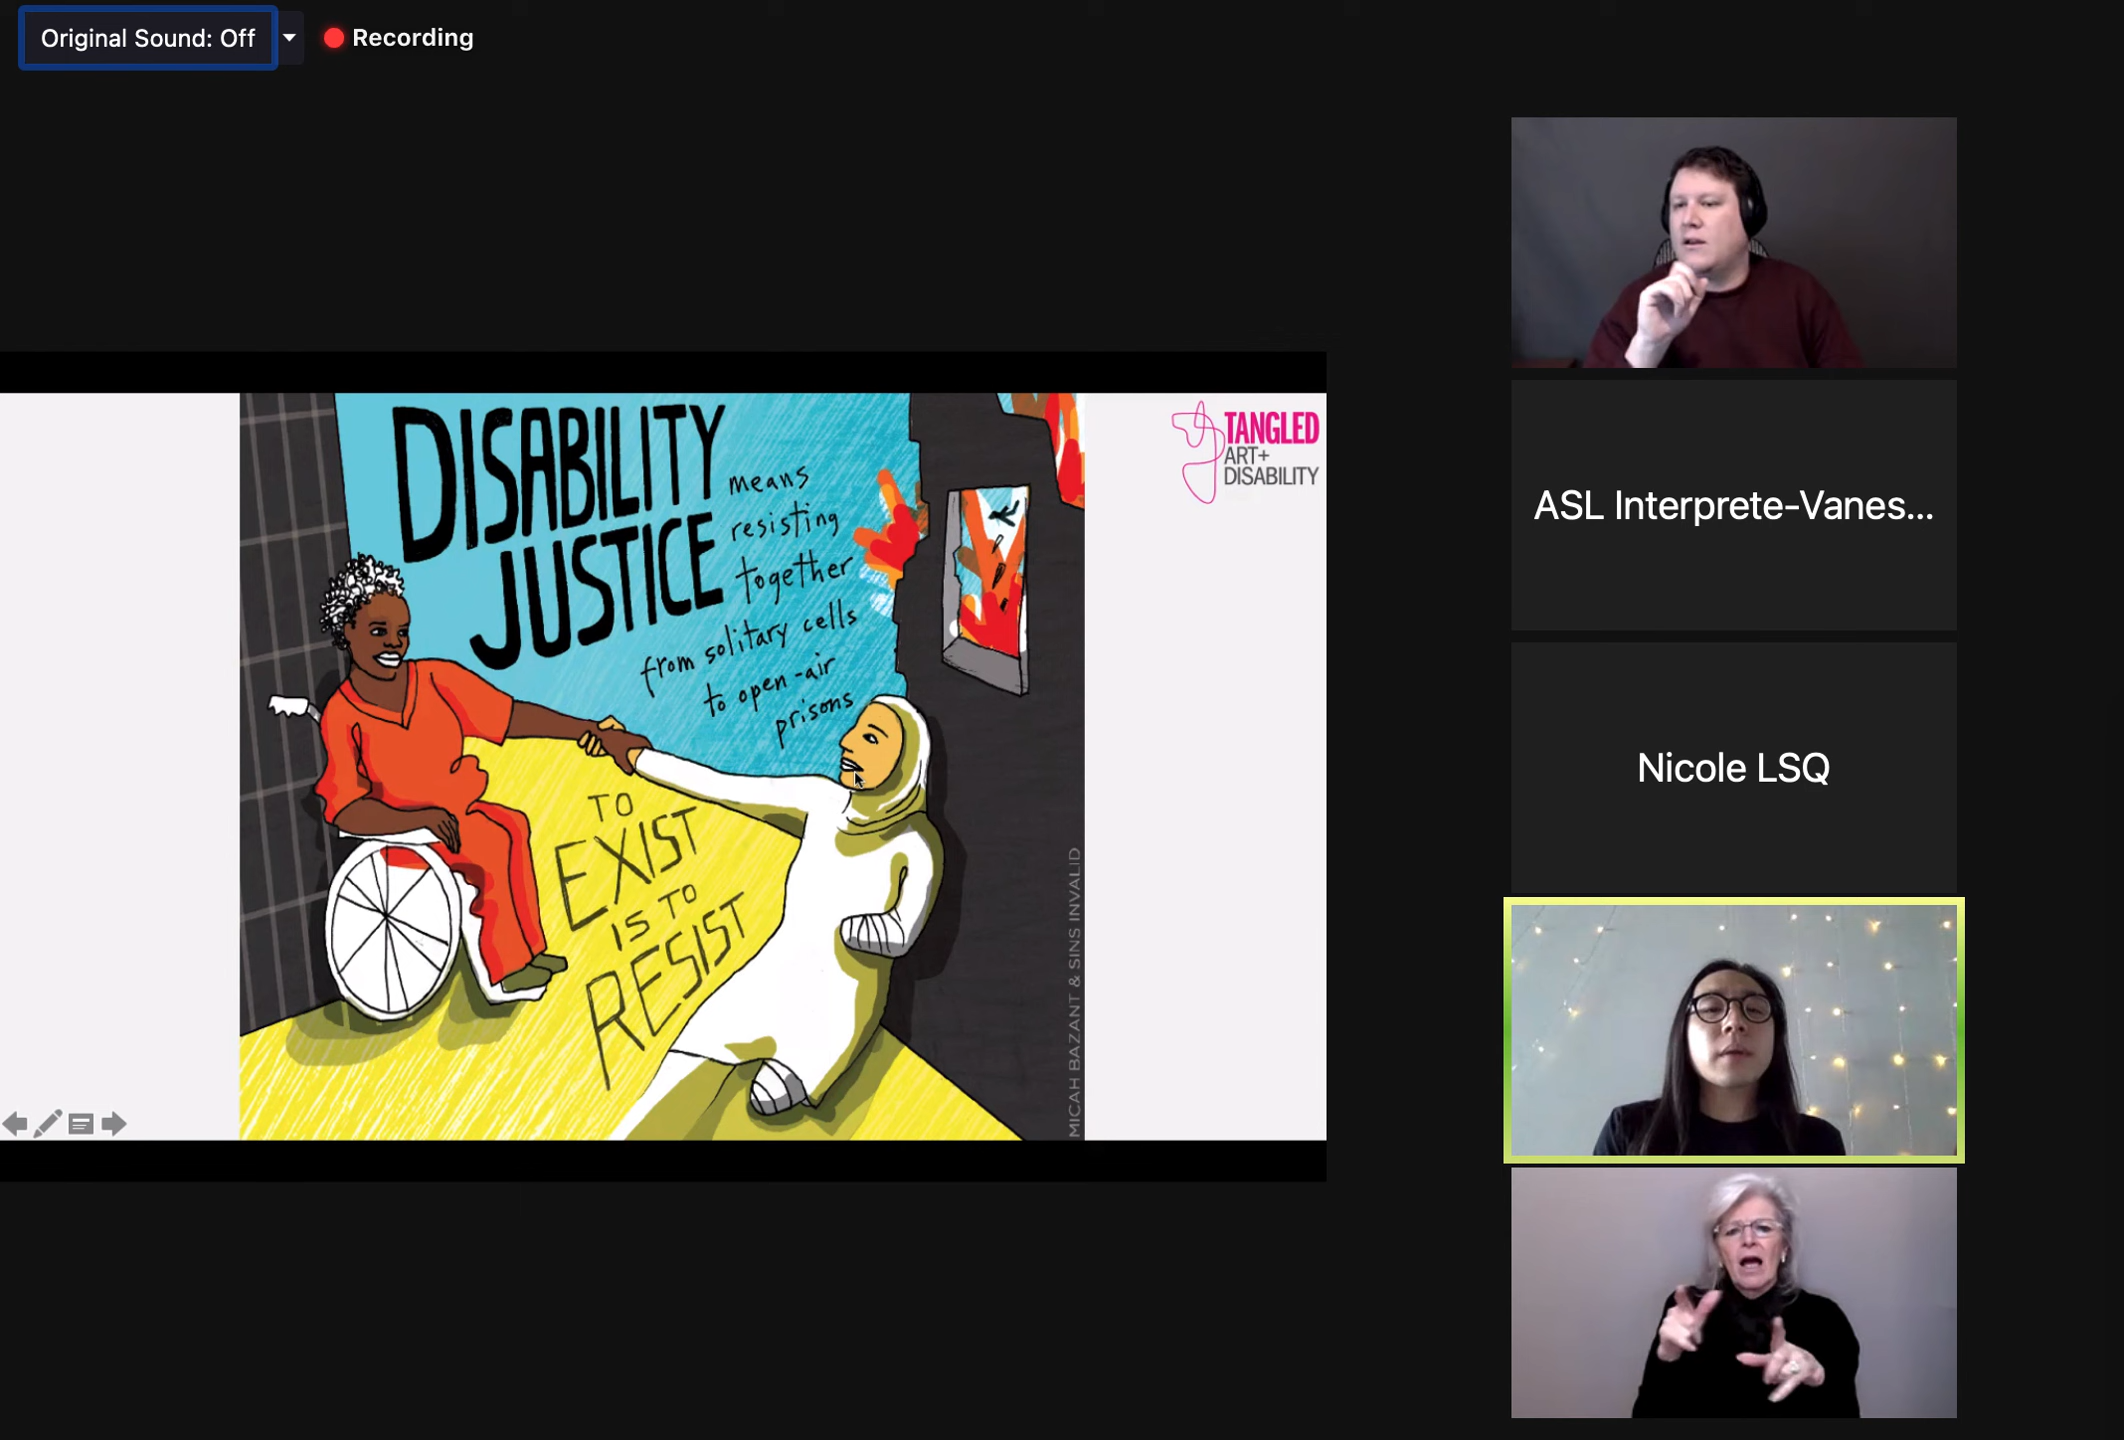 Original Sound: Off
Recording
DISABILITY
JUSTICE
means
resisting
together
from solitary cells
to open-air
prisons
TO
EXIST
IS TO
RESIST
MICAH BAZZANT & SINS INVALID
TANGLED
ART+
DISABILITY
ASL Interprete-Vanes...
Nicole LSQ